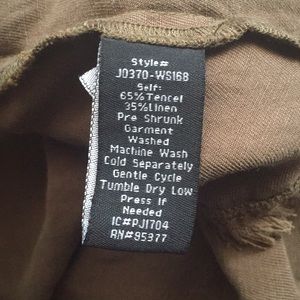 Style#
J0370-WS168
Self:
65%Tencel
35%Linen
Pre Shrunk
Garment
Washed
Machine Wash
Cold Separately
Gentle Cycle
Tumble Dry Low
Press If
Needed
IC#PJ1704
RN#95377